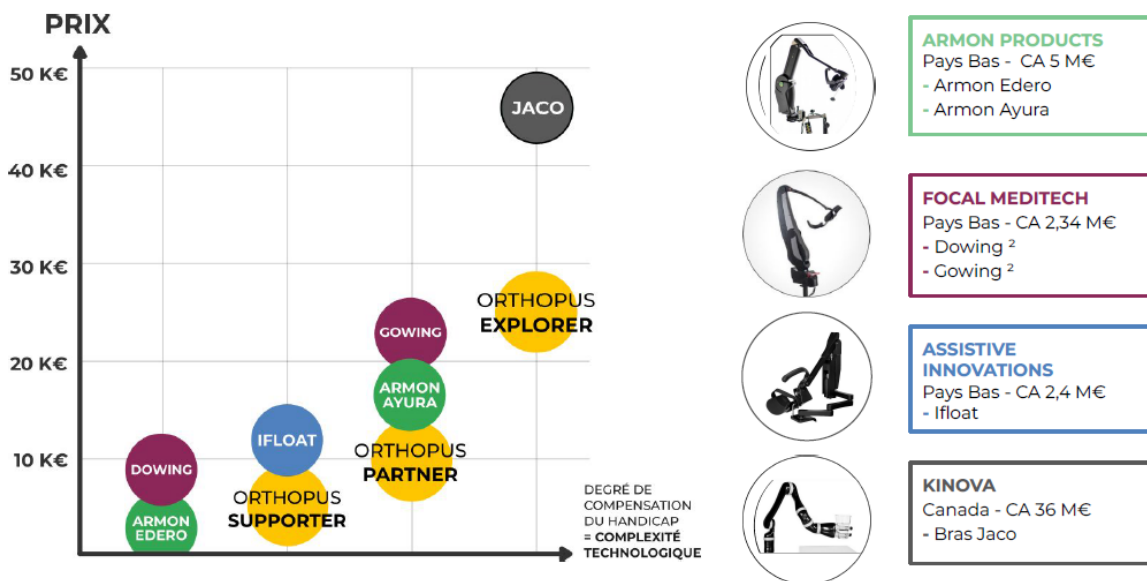 PRIX
50 K€
40 K€
30 K€
20 K€
10 K€
JACO
ORTHOPUS
EXPLORER
GOWING
ARMON
AYURA
ORTHOPUS
PARTNER
IFLOAT
ORTHOPUS
SUPPORTER
DOWING
ARMON
EDERO
DEGRÉ DE
COMPENSATION
DU HANDICAP
= COMPLEXITÉ
TECHNOLOGIQUE
ARMON PRODUCTS
Pays Bas - CA 5 M€
- Armon Edero
- Armon Ayura
FOCAL MEDITECH
Pays Bas - CA 2,34 M€
- Dowing ²
- Gowing ²
ASSISTIVE
INNOVATIONS
Pays Bas - CA 2,4 M€
- Ifloat
KINOVA
Canada - CA 36 M€
- Bras Jaco